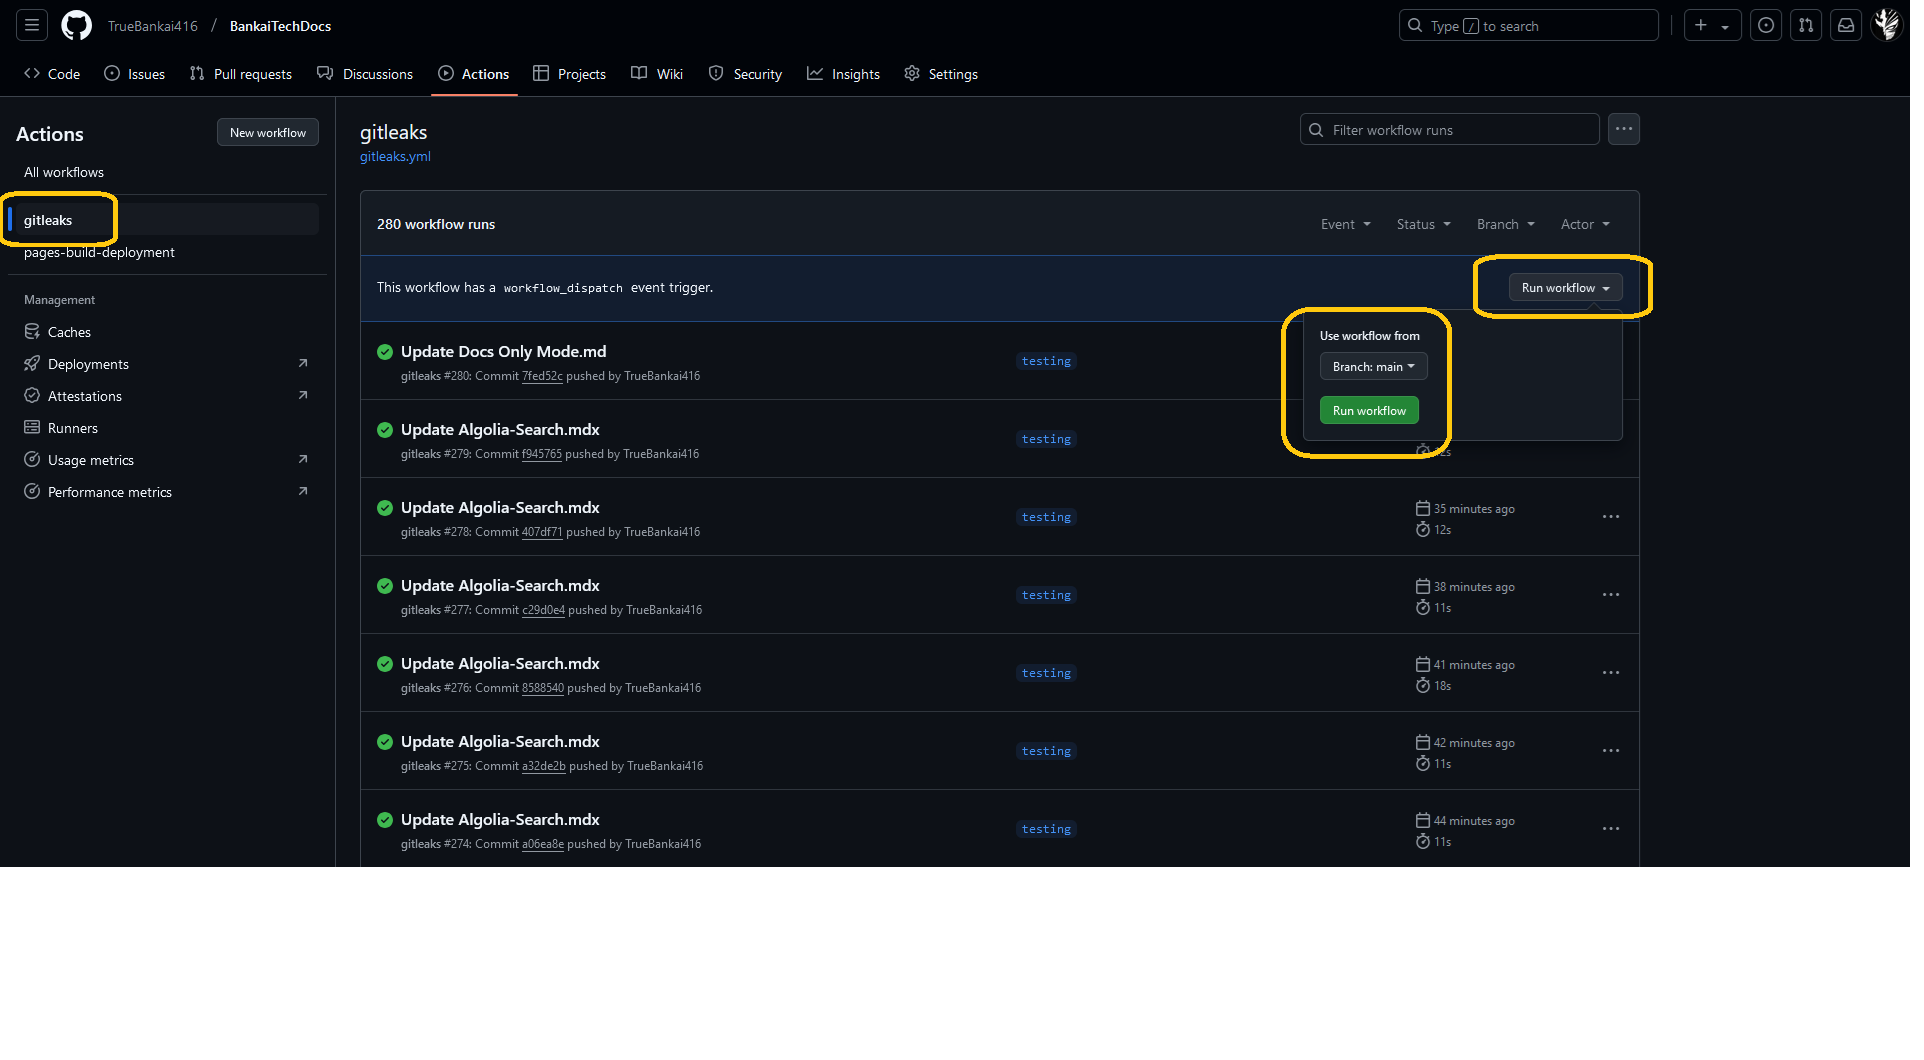 TrueBankai416 / BankaiTechDocs
Type / to search
Code Issues Pull requests Discussions Actions Projects Wiki Security Insights Settings
Actions
New workflow
All workflows
gitleaks
pages-build-deployment
Management
Caches
Deployments
Attestations
Runners
Usage metrics
Performance metrics
gitleaks
gitleaks.yml
Filter workflow runs
280 workflow runs
Event Status Branch Actor
This workflow has a workflow_dispatch event trigger.
Run workflow
Use workflow from
Branch: main
Run workflow
Update Docs Only Mode.md
gitleaks #280: Commit 7fed52c pushed by TrueBankai416
testing
Update Algolia-Search.mdx
gitleaks #279: Commit f945765 pushed by TrueBankai416
testing
Update Algolia-Search.mdx
gitleaks #278: Commit 407df71 pushed by TrueBankai416
testing
35 minutes ago
12s
Update Algolia-Search.mdx
gitleaks #277: Commit c29d0e4 pushed by TrueBankai416
testing
38 minutes ago
11s
Update Algolia-Search.mdx
gitleaks #276: Commit 8588540 pushed by TrueBankai416
testing
41 minutes ago
18s
Update Algolia-Search.mdx
gitleaks #275: Commit a32de2b pushed by TrueBankai416
testing
42 minutes ago
11s
Update Algolia-Search.mdx
gitleaks #274: Commit a06ea8e pushed by TrueBankai416
testing
44 minutes ago
11s